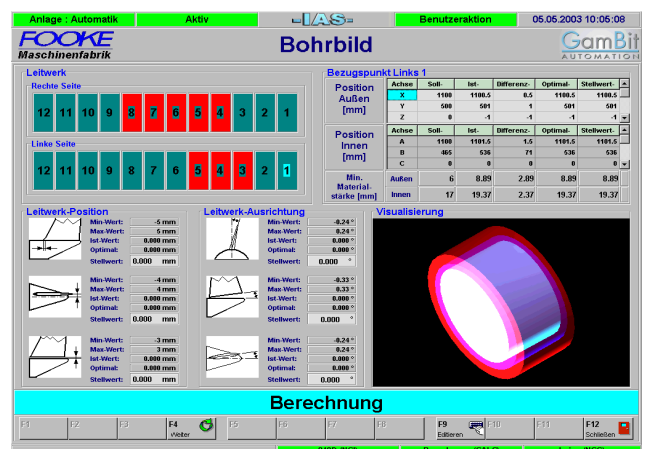 Anlage : Automatik Aktiv IAS Benutzeraktion 05.05.2003 10:05:08
FOOKE Maschinenfabrik
Bohrbild
GamBit AUTOMATION
Leitwerk
Rechte Seite
12 11 10 9 8 7 6 5 4 3 2 1
Linke Seite
12 11 10 9 8 7 6 5 4 3 2 1
Bezugspunkt Links 1
Position Außen [mm]
Achse Soll- Ist- Differenz- Optimal- Stellwert-
X 1100 1100.5 0.5 1100.5 1100.5
Y 500 501 1 501 501
Z 0 -1 -1 -1 -1
Position Innen [mm]
Achse Soll- Ist- Differenz- Optimal- Stellwert-
A 1100 1101.5 1.5 1100.5 1100.5
B 465 536 71 536 536
C 0 0 0 0 0
Min. Material- stärke [mm]
Außen 6 8.89 2.89 8.89 8.89
Innen 17 19.37 2.37 19.37 19.37
Leitwerk-Position
Min-Wert: -5 mm
Max-Wert: 5 mm
Ist-Wert: 0.000 mm
Optimal: 0.000 mm
Stellwert: 0.000 mm
Min-Wert: -4 mm
Max-Wert: 4 mm
Ist-Wert: 0.000 mm
Optimal: 0.000 mm
Stellwert: 0.000 mm
Min-Wert: -3 mm
Max-Wert: 3 mm
Ist-Wert: 0.000 mm
Optimal: 0.000 mm
Stellwert: 0.000 mm
Leitwerk-Ausrichtung
Min-Wert: -0.24 °
Max-Wert: 0.24 °
Ist-Wert: 0.000 °
Optimal: 0.000 °
Stellwert: 0.000 °
Min-Wert: -0.33 °
Max-Wert: 0.33 °
Ist-Wert: 0.000 °
Optimal: 0.000 °
Stellwert: 0.000 °
Min-Wert: -0.24 °
Max-Wert: 0.24 °
Ist-Wert: 0.000 °
Optimal: 0.000 °
Stellwert: 0.000 °
Visualisierung
Berechnung
F1 F2 F3 F4 Weiter F5 F6 F7 F8 F9 Editieren F10 F11 F12 Schließen